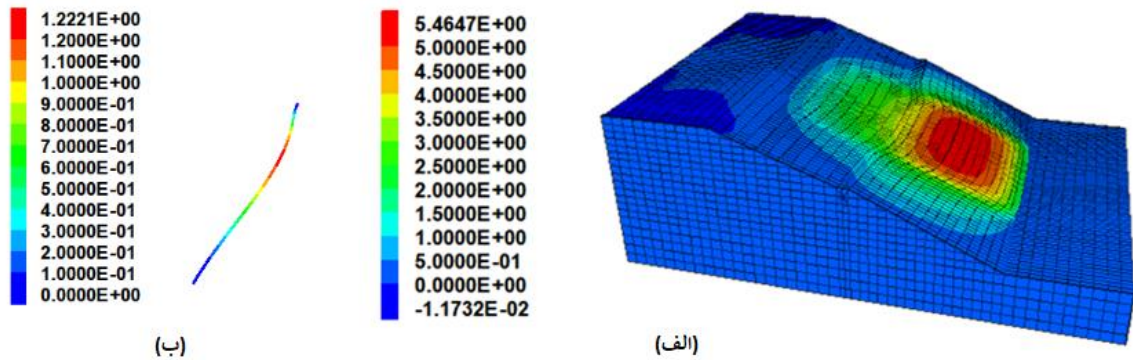 1.2221E+00
1.2000E+00
1.1000E+00
1.0000E+00
9.0000E-01
8.0000E-01
7.0000E-01
6.0000E-01
5.0000E-01
4.0000E-01
3.0000E-01
2.0000E-01
1.0000E-01
0.0000E+00
(ب)
5.4647E+00
5.0000E+00
4.5000E+00
4.0000E+00
3.5000E+00
3.0000E+00
2.5000E+00
2.0000E+00
1.5000E+00
1.0000E+00
5.0000E-01
0.0000E+00
-1.1732E-02
(الف)